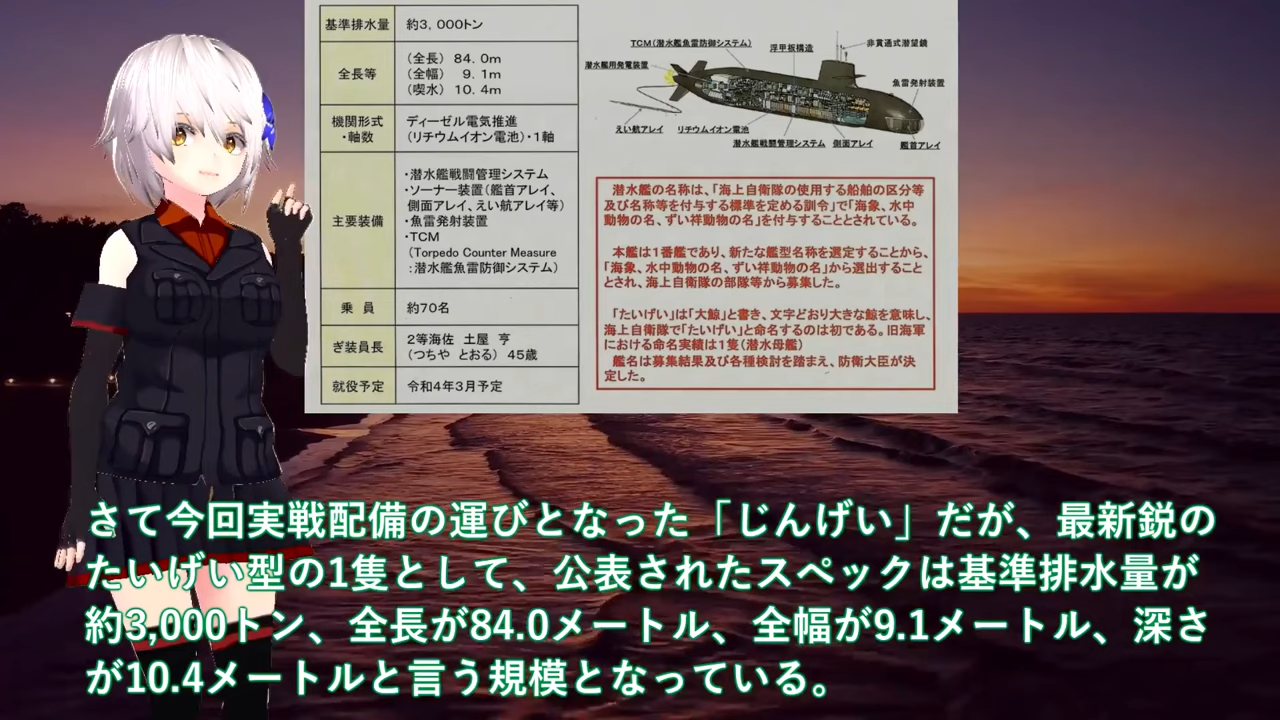 基準排水量 約3，000トン
全長等
（全長） 84．0m
（全幅） 9．1m
（喫水） 10．4m
機関形式
・軸数
ディーゼル電気推進
（リチウムイオン電池）・1軸
主要装備
・潜水艦戦闘管理システム
・ソーナー装置（艦首アレイ、
側面アレイ、えい航アレイ等）
・魚雷発射装置
・TCM
（Torpedo Counter Measure
：潜水艦魚雷防御システム）
乗 員 約70名
ぎ装員長
2等海佐 土屋 亨
（つちや とおる） 45歳
就役予定 令和4年3月予定
TCM（潜水艦魚雷防御システム）
浮甲板構造
非貫通式潜望鏡
潜水艦用発電装置
魚雷発射装置
えい航アレイ
リチウムイオン電池
潜水艦戦闘管理システム
側面アレイ
艦首アレイ
潜水艦の名称は、「海上自衛隊の使用する船舶の区分等
及び名称等を付与する標準を定める訓令」で「海象、水中
動物の名、ずい祥動物の名」を付与することとされている。
本艦は1番艦であり、新たな艦型名称を選定することから、
「海象、水中動物の名、ずい祥動物の名」から選出すること
とされ、海上自衛隊の部隊等から募集した。
「たいげい」は「大鯨」と書き、文字どおり大きな鯨を意味し、
海上自衛隊で「たいげい」と命名するのは初である。旧海軍
における命名実績は1隻（潜水母艦）
艦名は募集結果及び各種検討を踏まえ、防衛大臣が決
定した。
さて今回実戦配備の運びとなった「じんげい」だが、最新鋭の
たいげい型の1隻として、公表されたスペックは基準排水量が
約3,000トン、全長が84.0メートル、全幅が9.1メートル、深さ
が10.4メートルと言う規模となっている。